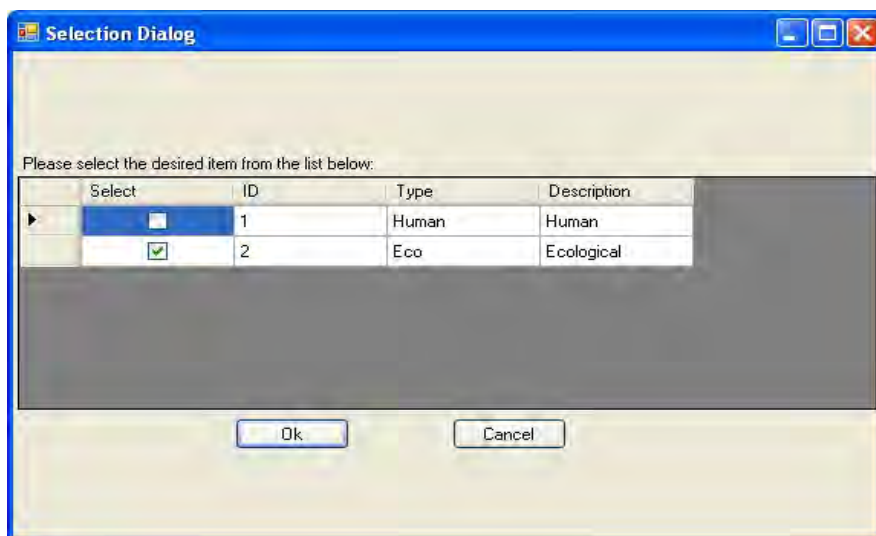 Selection Dialog
Please select the desired item from the list below:
Select ID Type Description
1 Human Human
2 Eco Ecological
Ok Cancel